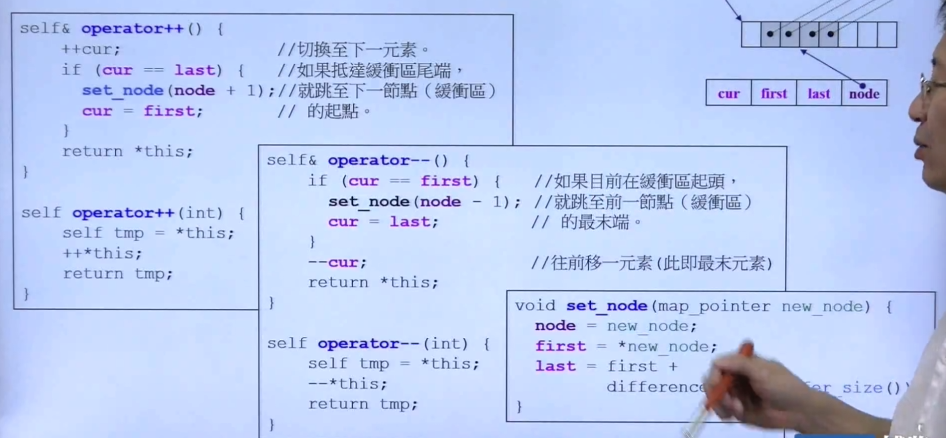 self& operator++() {
++cur; //切換至下一元素。
if (cur == last) { //如果抵達緩衝區尾端，
set_node(node + 1);//就跳至下一節點（緩衝區）
cur = first; // 的起點。
}
return *this;
}
self operator++(int) {
self tmp = *this;
++*this;
return tmp;
}
self& operator--() {
if (cur == first) { //如果目前在緩衝區起頭，
set_node(node - 1); //就跳至前一節點（緩衝區）
cur = last; // 的最末端。
}
--cur; //往前移一元素(此即最末元素)
return *this;
}
self operator--(int) {
self tmp = *this;
--*this;
return tmp;
}
void set_node(map_pointer new_node) {
node = new_node;
first = *new_node;
last = first +
}
cur first last node